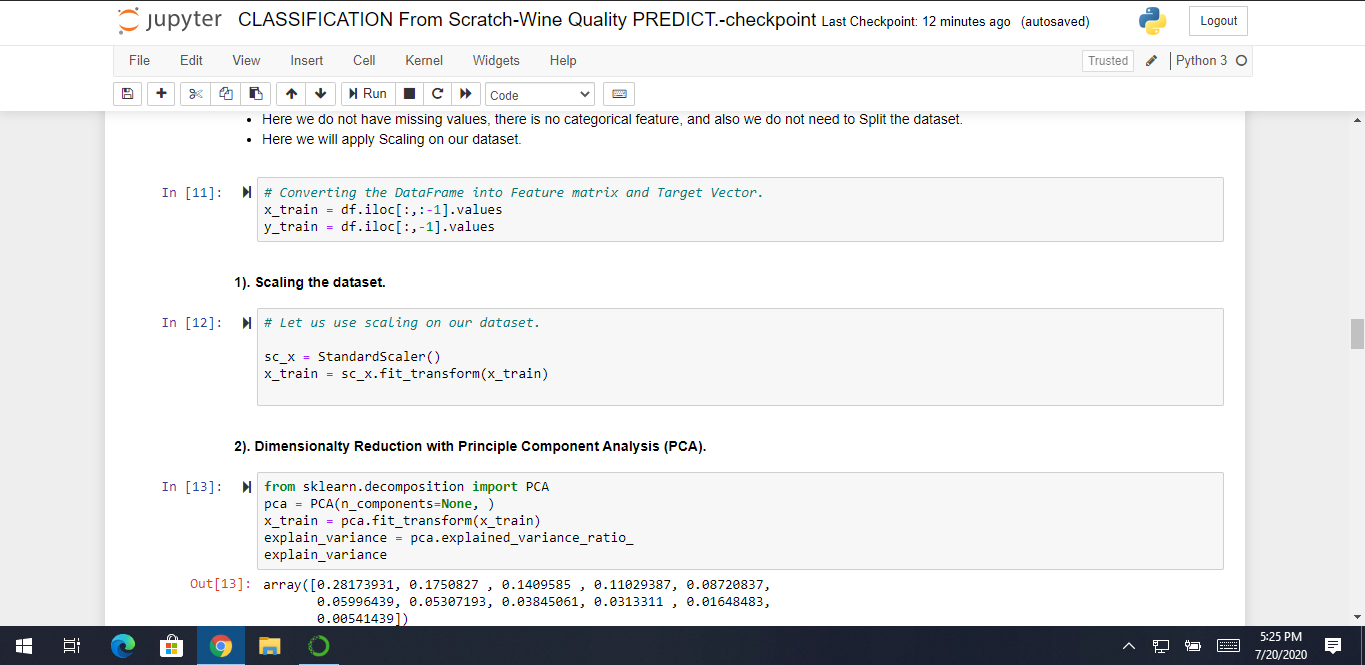 jupyter CLASSIFICATION From Scratch-Wine Quality PREDICT.-checkpoint Last Checkpoint: 12 minutes ago (autosaved) Logout
File Edit View Insert Cell Kernel Widgets Help Trusted Python 3
Run Code
Here we do not have missing values, there is no categorical feature, and also we do not need to Split the dataset.
Here we will apply Scaling on our dataset.
In [11]: # Converting the DataFrame into Feature matrix and Target Vector.
x_train = df.iloc[:,:-1].values
y_train = df.iloc[:,-1].values
1). Scaling the dataset.
In [12]: # Let us use scaling on our dataset.
sc_x = StandardScaler()
x_train = sc_x.fit_transform(x_train)
2). Dimensionalty Reduction with Principle Component Analysis (PCA).
In [13]: from sklearn.decomposition import PCA
pca = PCA(n_components=None, )
x_train = pca.fit_transform(x_train)
explain_variance = pca.explained_variance_ratio_
explain_variance
Out[13]: array([0.28173931, 0.1750827 , 0.1409585 , 0.11029387, 0.08720837,
0.05996439, 0.05307193, 0.03845061, 0.0313311 , 0.01648483,
0.00541439])
5:25 PM
7/20/2020